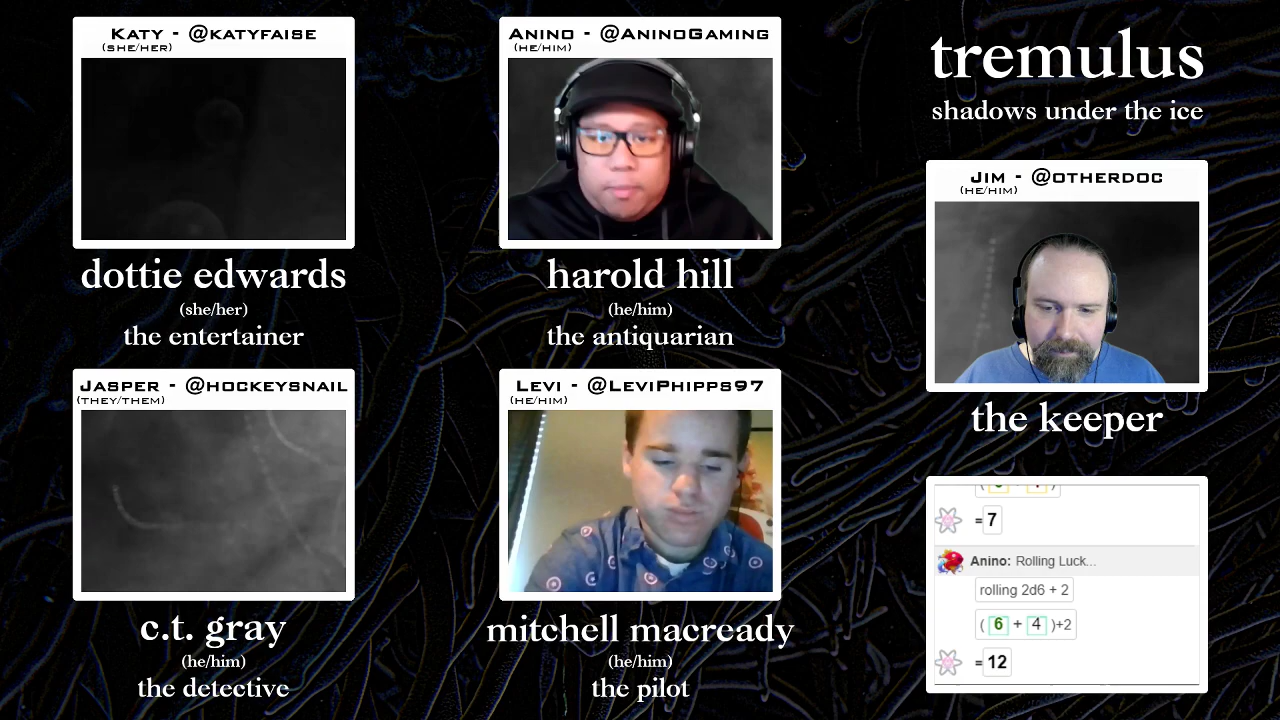 Katy - @katyfaise
(she/her)
dottie edwards
(she/her)
the entertainer
Anino - @AninoGaming
(he/him)
harold hill
(he/him)
the antiquarian
tremulus
shadows under the ice
Jim - @otherdoc
(he/him)
the keeper
Jasper - @hockeysnail
(they/them)
c.t. gray
(he/him)
the detective
Levi - @LeviPhipps97
(he/him)
mitchell macready
(he/him)
the pilot
=7
Anino: Rolling Luck...
rolling 2d6 + 2
( 6 + 4 )+2
=12